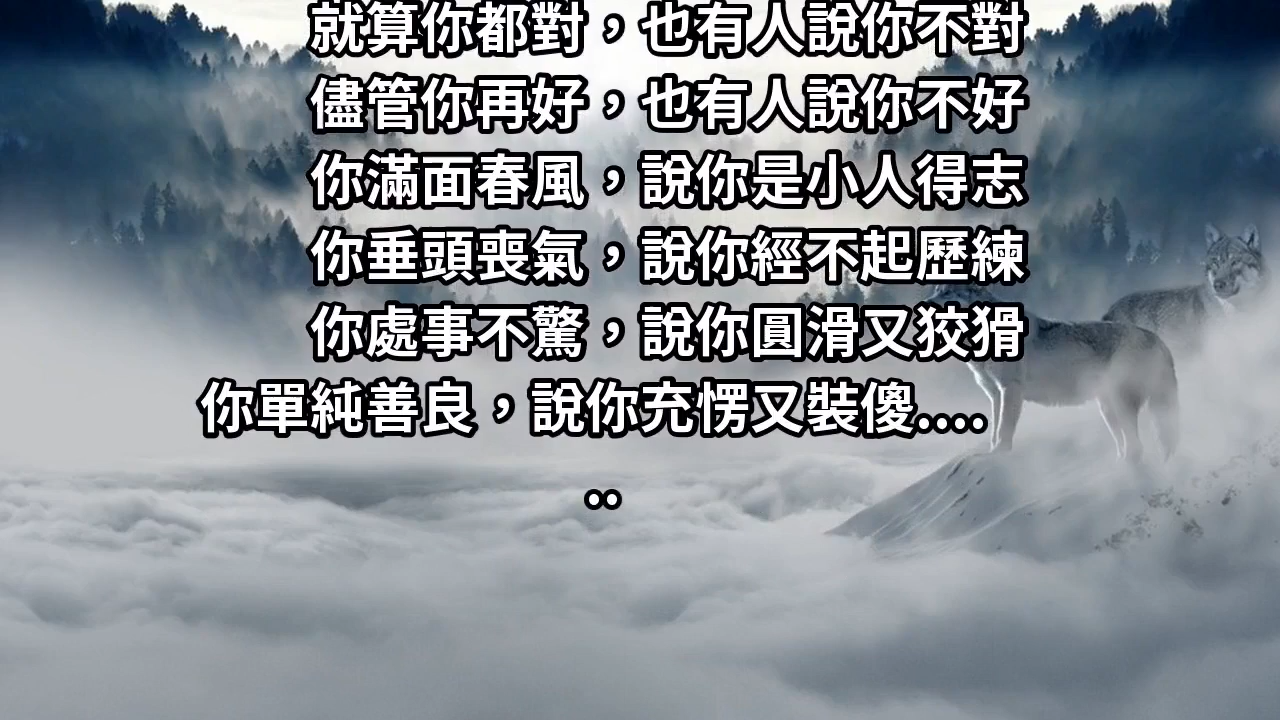 就算你都對，也有人說你不對
儘管你再好，也有人說你不好
你滿面春風，說你是小人得志
你垂頭喪氣，說你經不起歷練
你處事不驚，說你圓滑又狡猾
你單純善良，說你充愣又裝傻....
..